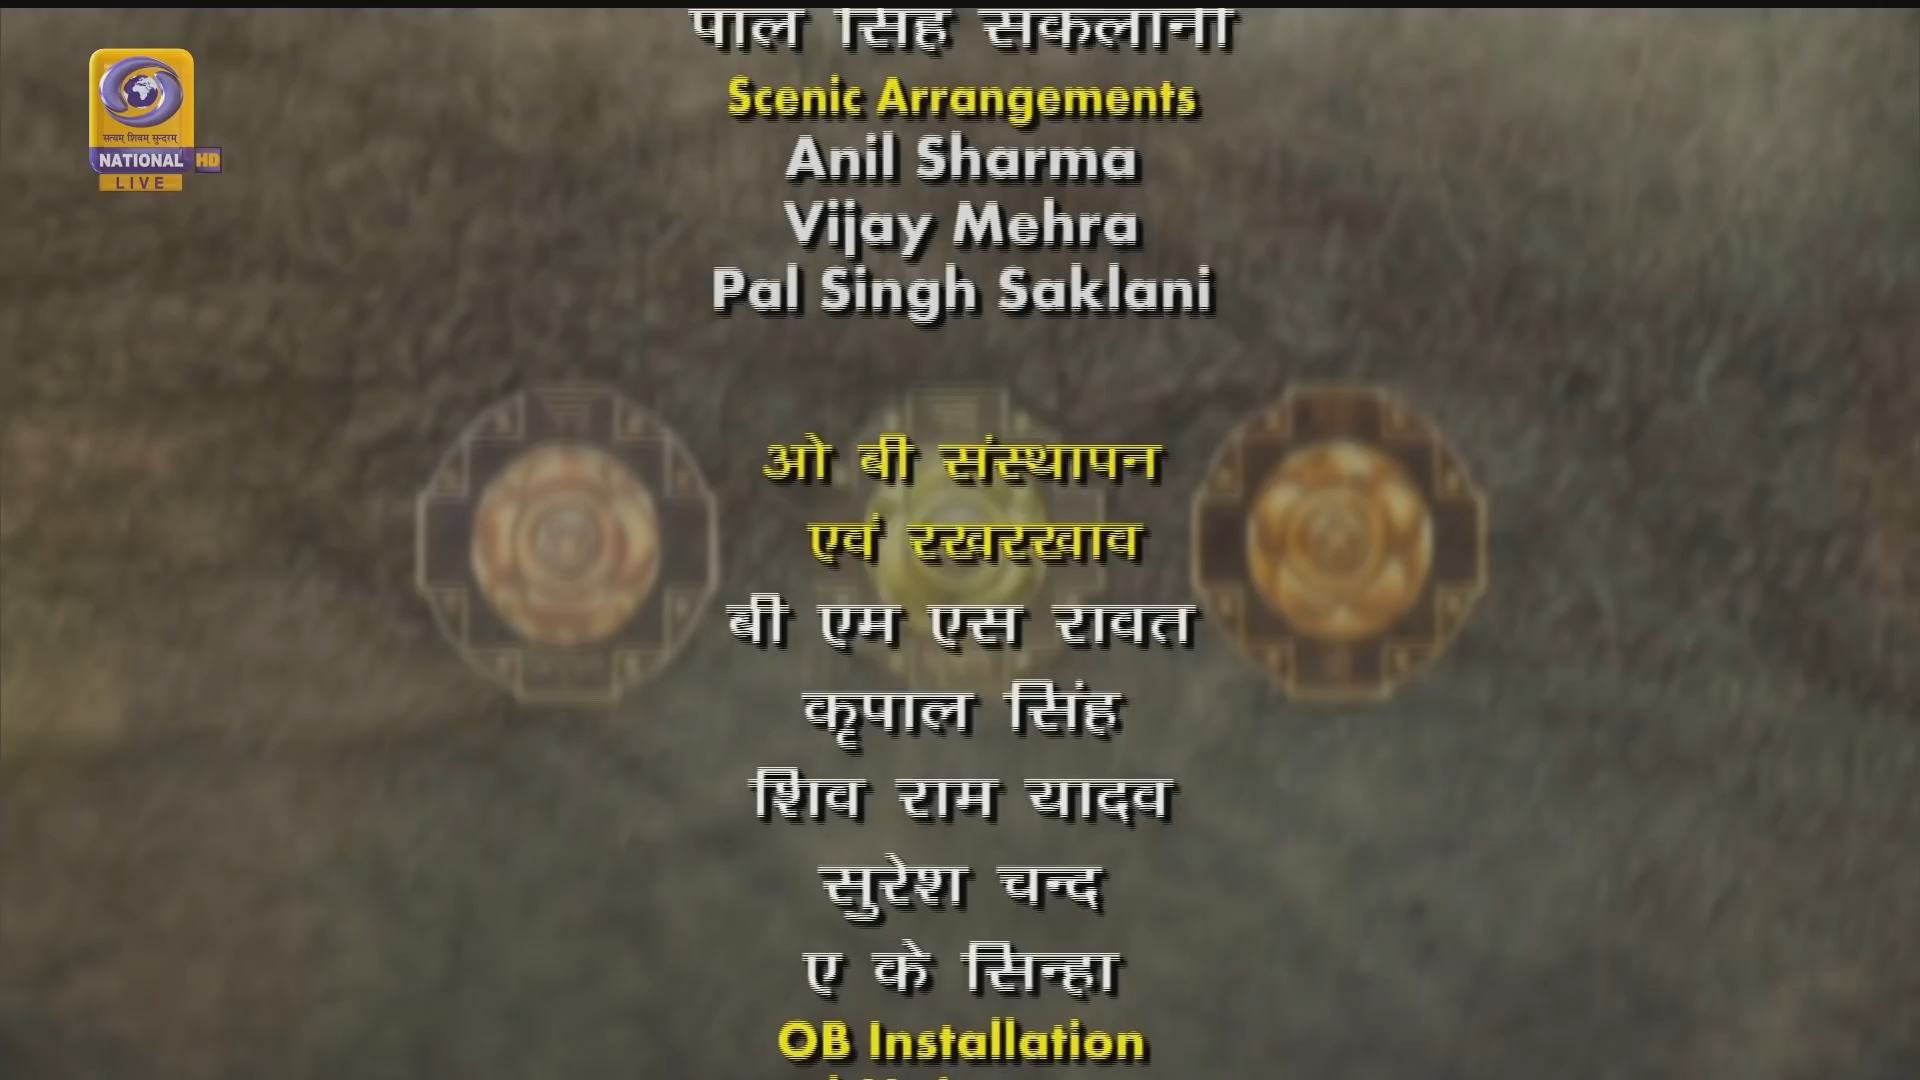 पाल सिंह सकलानी
Scenic Arrangements
सत्यम् शिवम् सुन्दरम्
NATIONAL HD
LIVE
Anil Sharma
Vijay Mehra
Pal Singh Saklani
ओ बी संस्थापन
एवं रखरखाव
बी एम एस रावत
कृपाल सिंह
शिव राम यादव
सुरेश चन्द
ए के सिन्हा
OB Installation